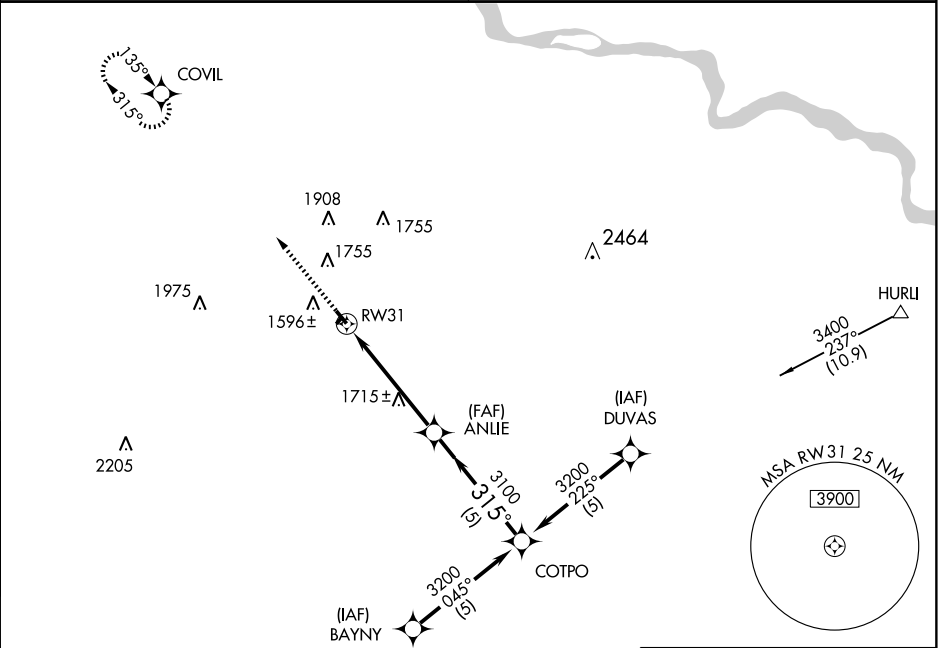 135°
315°
COVIL
1908
1755
1755
2464
1975
1596±
RW31
HURLI
3400
237°
(10.9)
1715±
(FAF)
ANLIE
(IAF)
DUVAS
2205
3100
315°
(5)
3200
225°
(5)
MSA RW31 25 NM
3900
COTPO
3200
045°
(5)
(IAF)
BAYNY